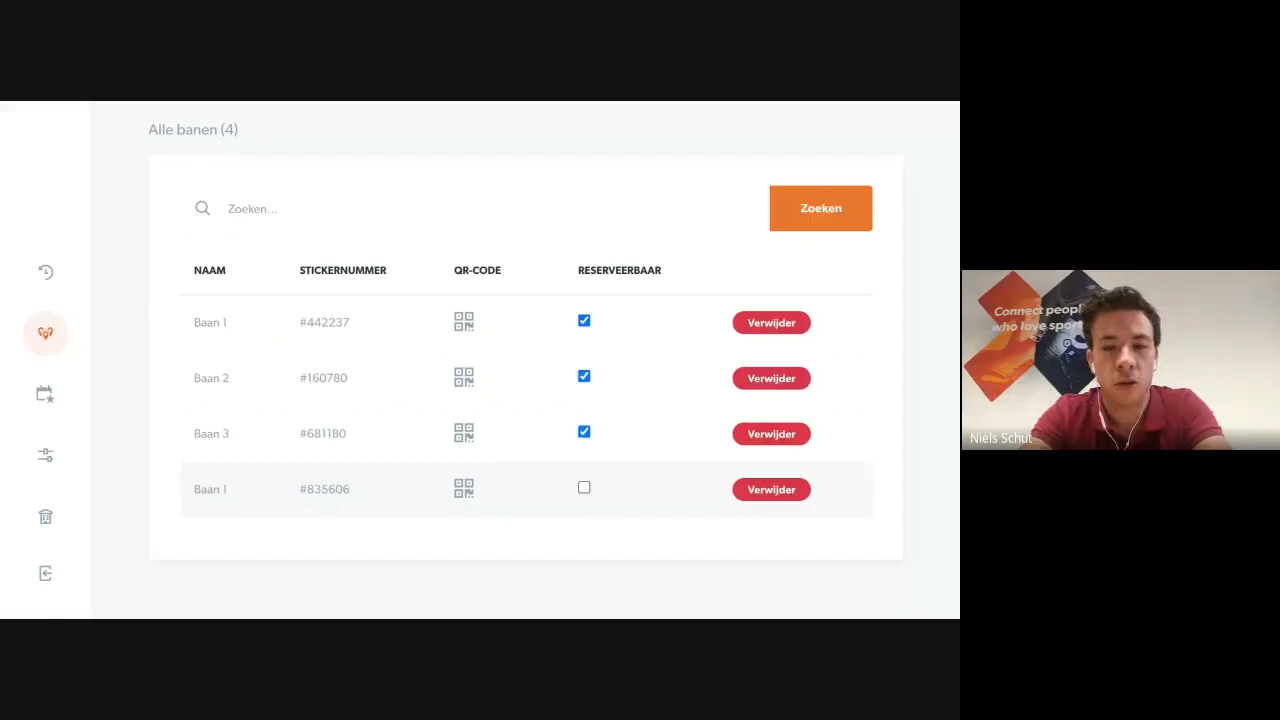 Alle banen (4)
Zoeken...
Zoeken
NAAM STICKERNUMMER QR-CODE RESERVEERBAAR
Baan 1 #442237 Verwijder
Baan 2 #160780 Verwijder
Baan 3 #681180 Verwijder
Baan 1 #835606 Verwijder
Connect peopl
who love sport
Niels Schut